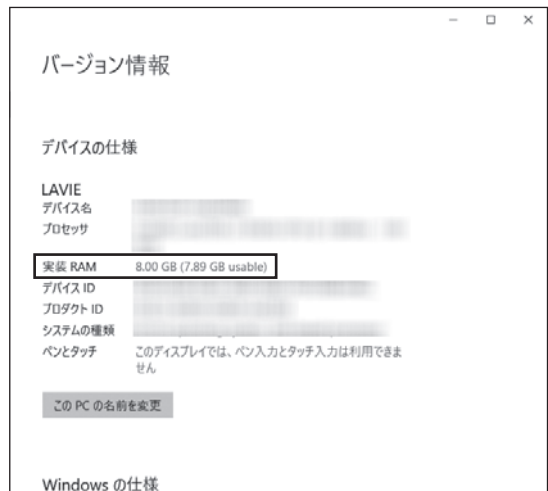 バージョン情報
デバイスの仕様
LAVIE
デバイス名
プロセッサ
実装 RAM 8.00 GB (7.89 GB usable)
デバイス ID
プロダクト ID
システムの種類
ペンとタッチ このディスプレイでは、ペン入力とタッチ入力は利用できま
せん
この PC の名前を変更
Windows の仕様